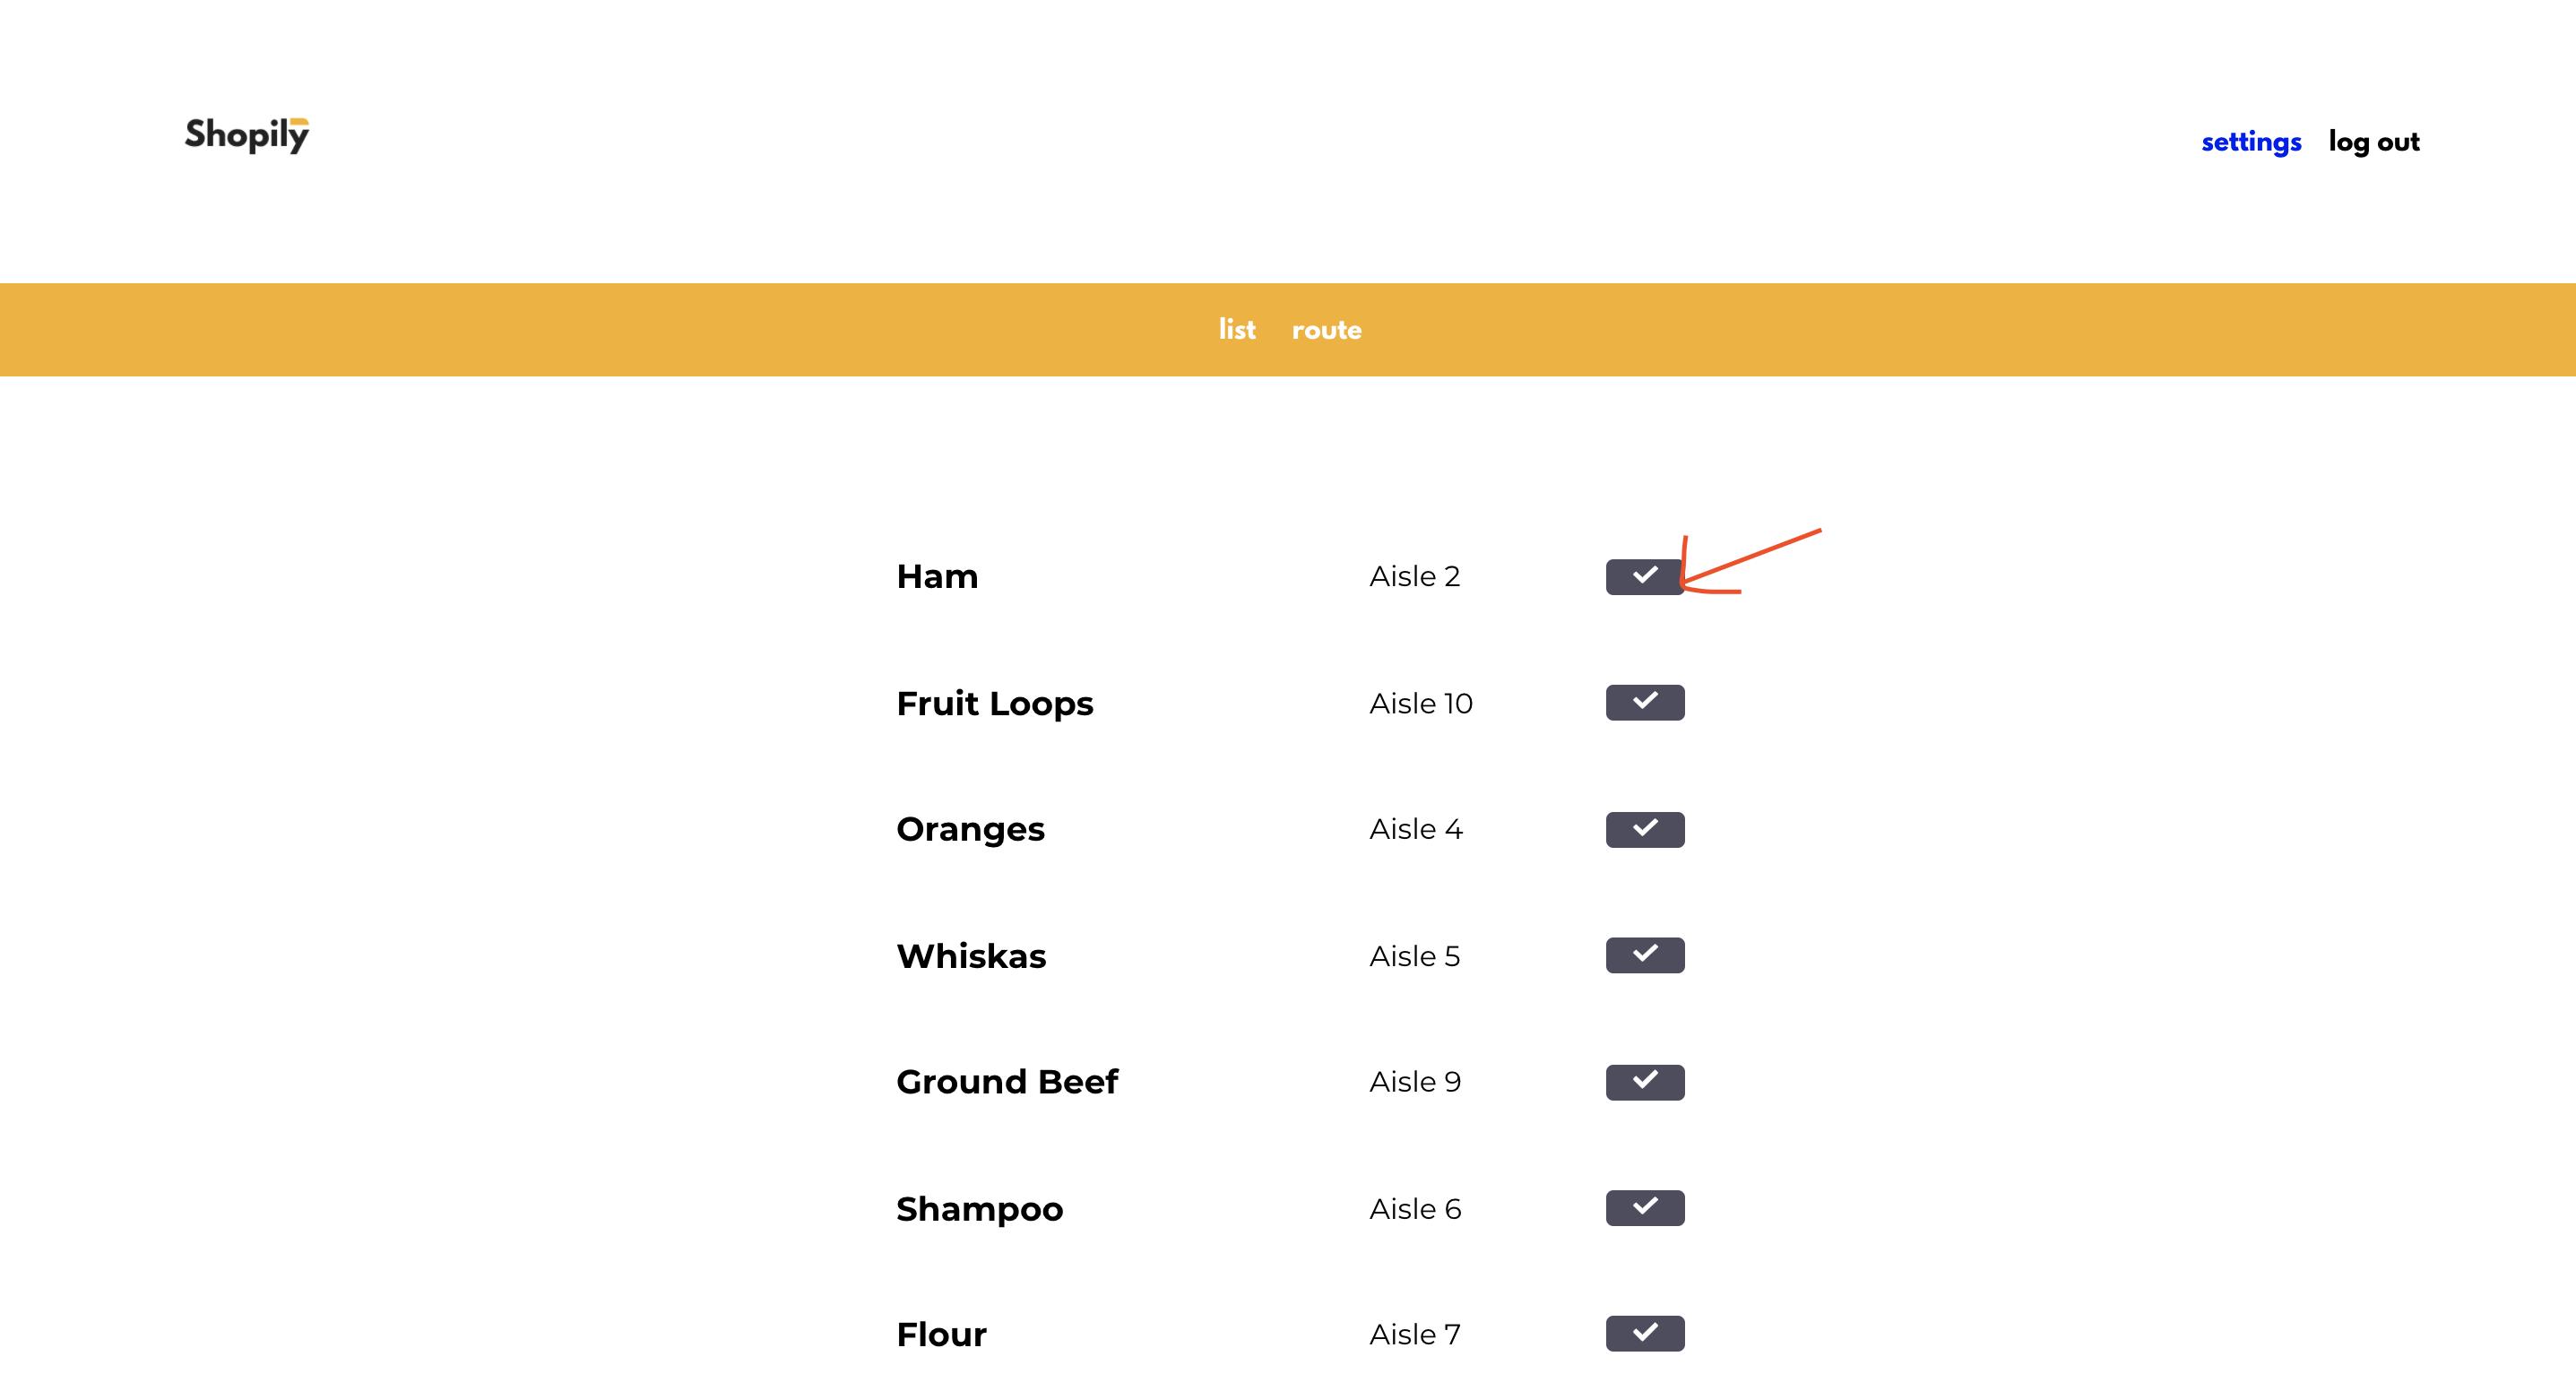 Shopily
settings log out
list route
Ham Aisle 2
Fruit Loops Aisle 10
Oranges Aisle 4
Whiskas Aisle 5
Ground Beef Aisle 9
Shampoo Aisle 6
Flour Aisle 7